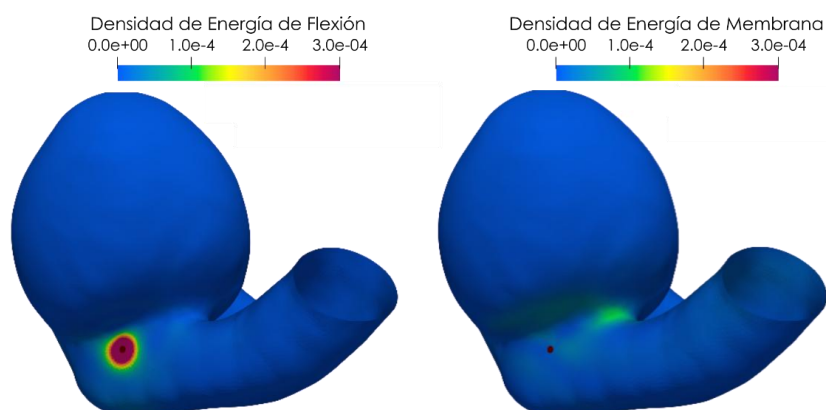 Densidad de Energía de Flexión
0.0e+00 1.0e-4 2.0e-4 3.0e-04
Densidad de Energía de Membrana
0.0e+00 1.0e-4 2.0e-4 3.0e-04